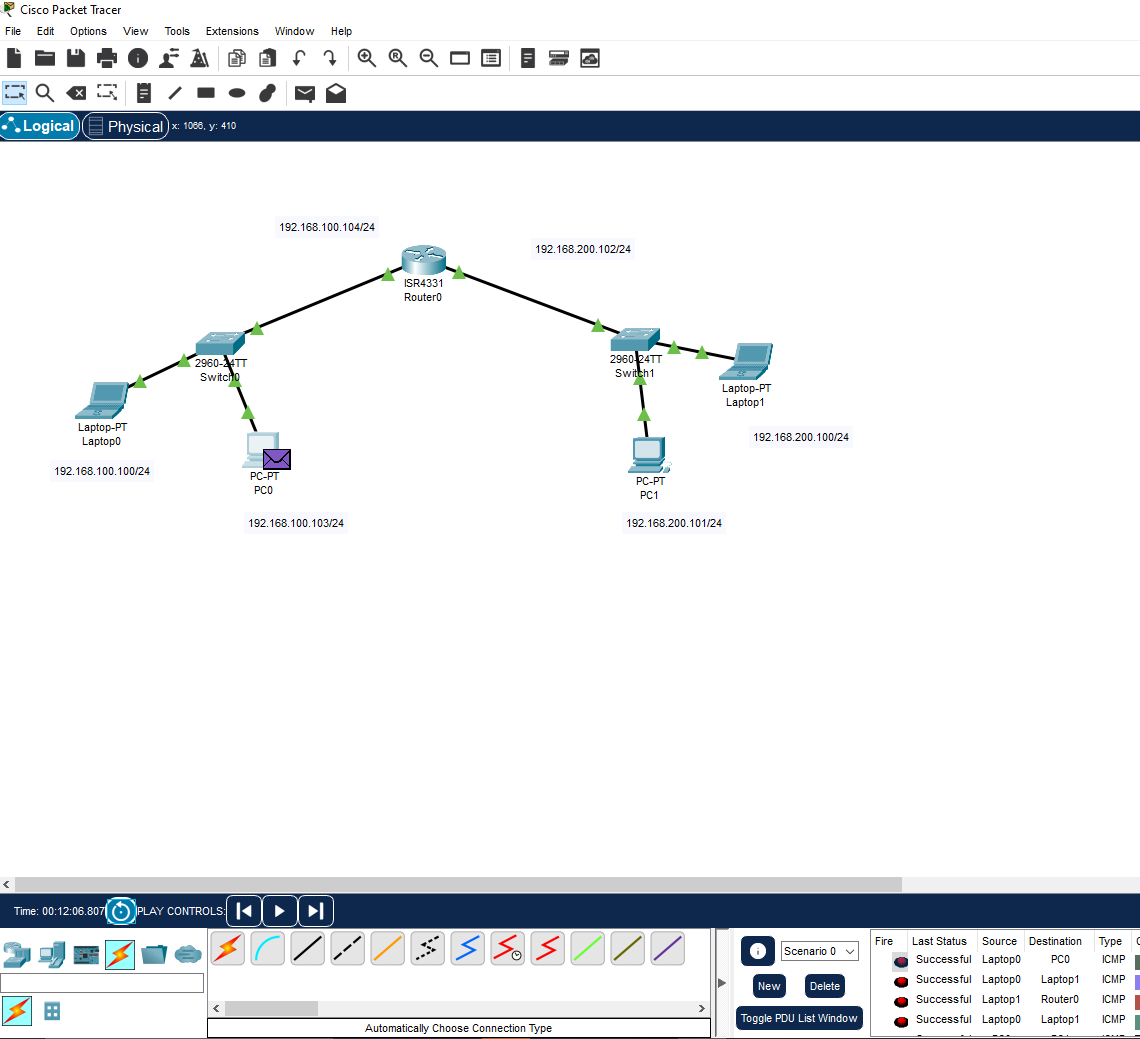 Cisco Packet Tracer
File Edit Options View Tools Extensions Window Help
Logical Physical x: 1066, y: 410
192.168.100.104/24
192.168.200.102/24
ISR4331
Router0
2960-24TT
Switch0
2960-24TT
Switch1
Laptop-PT
Laptop0
Laptop-PT
Laptop1
192.168.100.100/24
192.168.200.100/24
PC-PT
PC0
PC-PT
PC1
192.168.100.103/24
192.168.200.101/24
Time: 00:12:06.807 PLAY CONTROLS:
Scenario 0
New Delete
Toggle PDU List Window
Fire Last Status Source Destination Type
Successful Laptop0 PC0 ICMP
Successful Laptop0 Laptop1 ICMP
Successful Laptop1 Router0 ICMP
Successful Laptop0 Laptop1 ICMP
Automatically Choose Connection Type